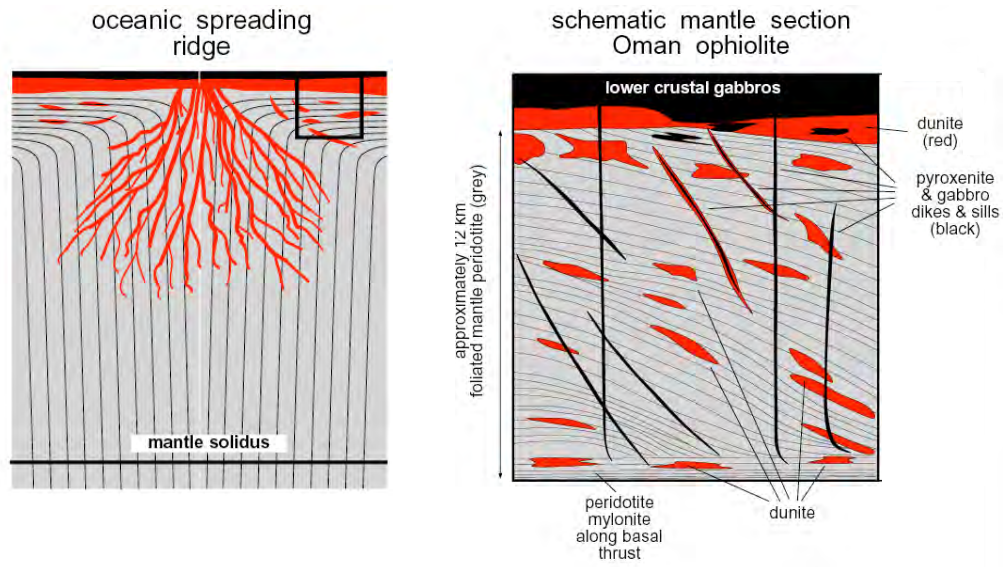 oceanic spreading
ridge
mantle solidus
schematic mantle section
Oman ophiolite
lower crustal gabbros
approximately 12 km
foliated mantle peridotite (grey)
dunite
(red)
pyroxenite
& gabbro
dikes & sills
(black)
peridotite
mylonite
along basal
thrust
dunite